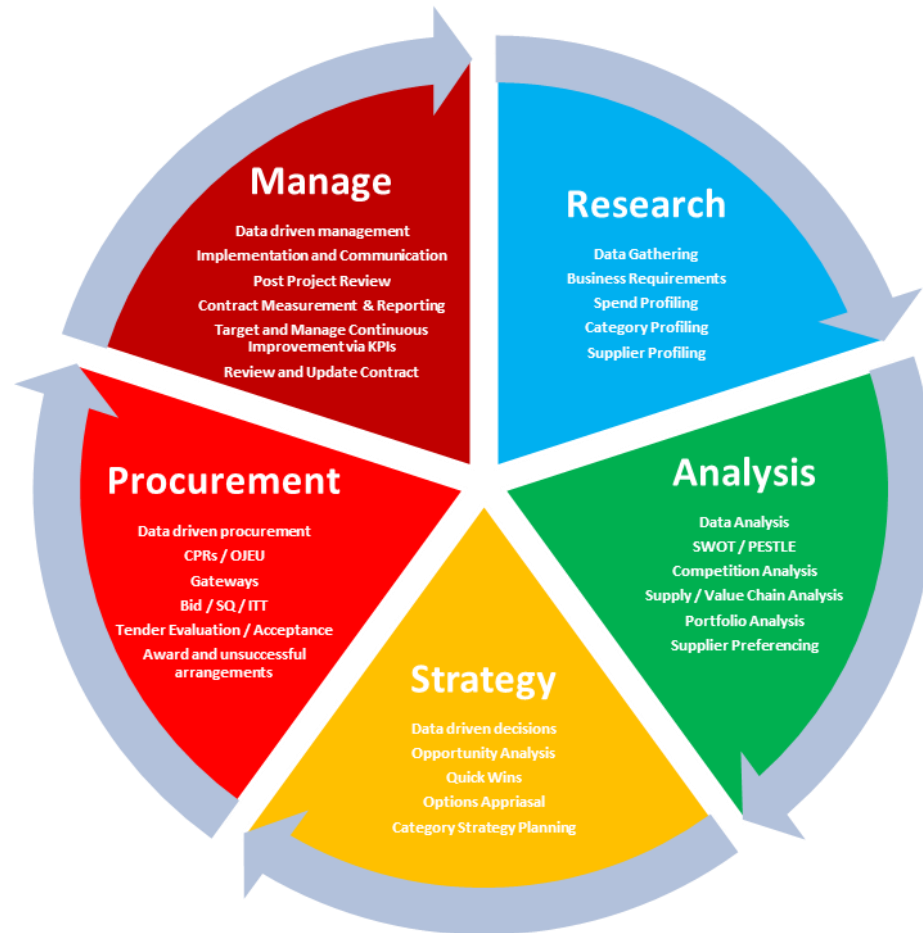 Manage
Data driven management
Implementation and Communication
Post Project Review
Contract Measurement & Reporting
Target and Manage Continuous
Improvement via KPIs
Review and Update Contract
Research
Data Gathering
Business Requirements
Spend Profiling
Category Profiling
Supplier Profiling
Analysis
Data Analysis
SWOT / PESTLE
Competition Analysis
Supply / Value Chain Analysis
Portfolio Analysis
Supplier Preferencing
Strategy
Data driven decisions
Opportunity Analysis
Quick Wins
Options Appriasal
Category Strategy Planning
Procurement
Data driven procurement
CPRs / OJEU
Gateways
Bid / SQ / ITT
Tender Evaluation / Acceptance
Award and unsuccessful
arrangements